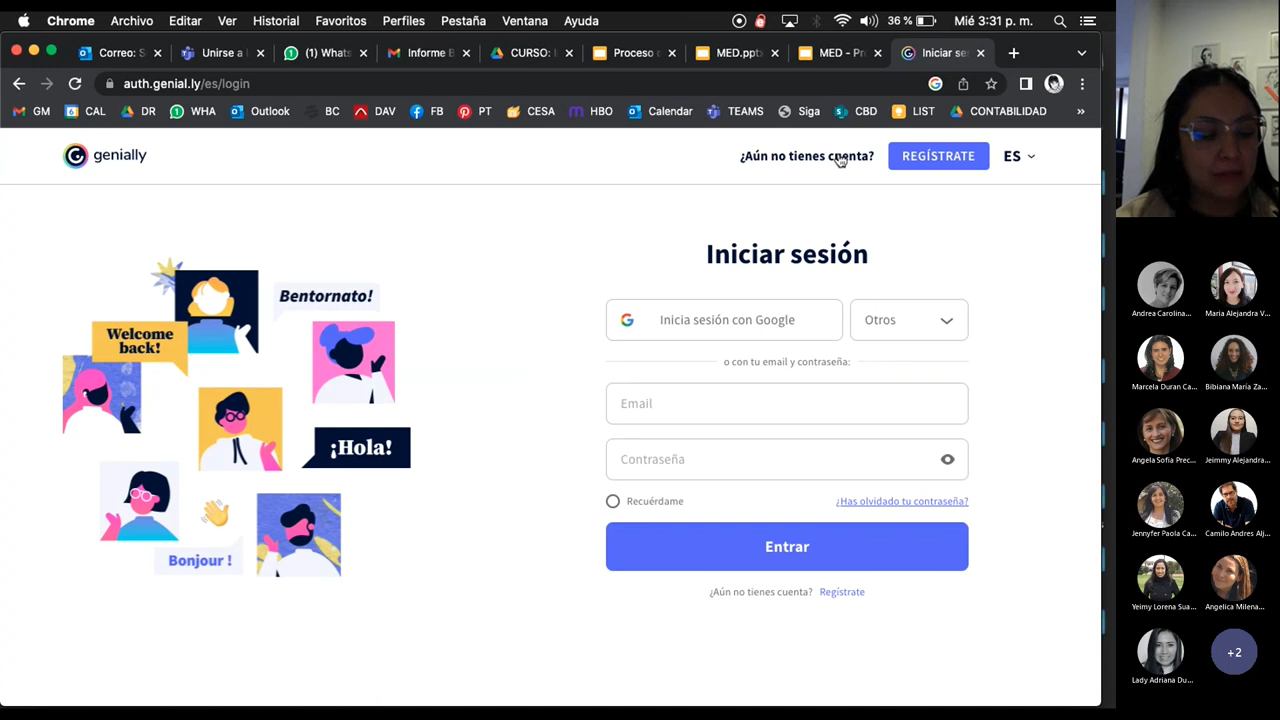 Chrome Archivo Editar Ver Historial Favoritos Perfiles Pestaña Ventana Ayuda 36 % Mié 3:31 p. m.
Correo: S Unirse a l (1) Whats Informe B CURSO: I Proceso c MED.pptx MED - Pr Iniciar ses
auth.genial.ly/es/login
GM CAL DR WHA Outlook BC DAV FB PT CESA HBO Calendar TEAMS Siga CBD LIST CONTABILIDAD »
genially ¿Aún no tienes cuenta? REGÍSTRATE ES
Iniciar sesión
Bentornato!
Welcome
back!
Inicia sesión con Google Otros
o con tu email y contraseña:
Email
¡Hola!
Contraseña
Recuérdame ¿Has olvidado tu contraseña?
Entrar
Bonjour !
¿Aún no tienes cuenta? Regístrate
Andrea Carolina... Maria Alejandra V...
Marcela Duran Ca... Bibiana María Za...
Angela Sofia Prec... Jeimmy Alejandra...
Jennyfer Paola Ca... Camilo Andres Alj...
Yeimy Lorena Sua... Angelica Milena...
+2
Lady Adriana Du...